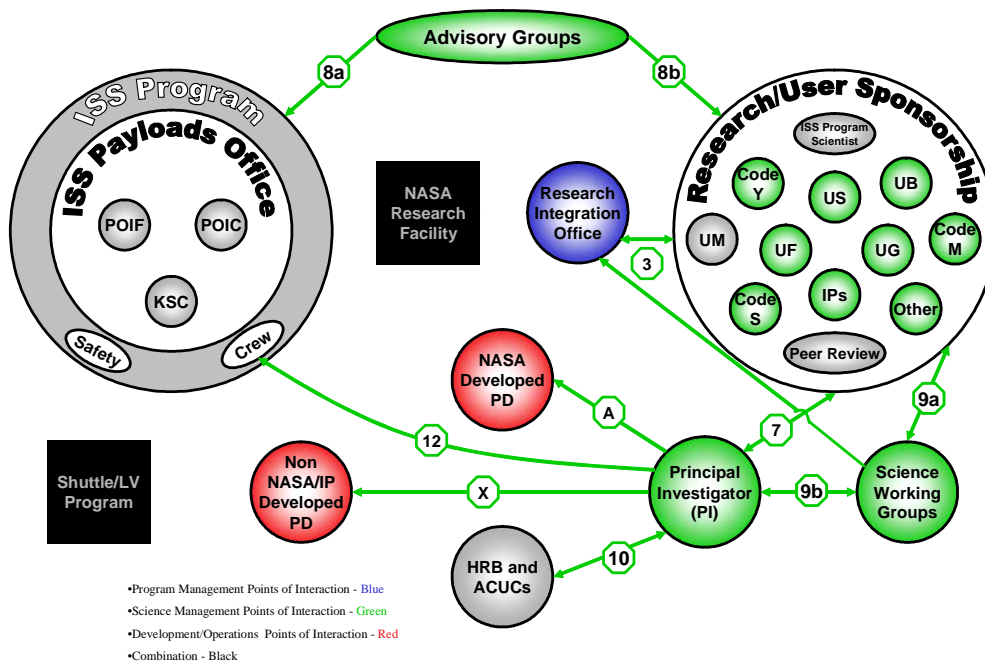 Advisory Groups
8a
8b
ISS Program
ISS Payloads Office
POIF
POIC
KSC
Safety
Crew
NASA
Research
Facility
Research
Integration
Office
3
Research/User Sponsorship
ISS Program
Scientist
Code
Y
US
UB
UM
UF
UG
Code
M
Code
S
IPs
Other
Peer Review
NASA
Developed
PD
A
7
9a
12
Shuttle/LV
Program
Non
NASA/IP
Developed
PD
X
Principal
Investigator
(PI)
9b
Science
Working
Groups
10
HRB and
ACUCs
•Program Management Points of Interaction - Blue
•Science Management Points of Interaction - Green
•Development/Operations Points of Interaction - Red
•Combination - Black